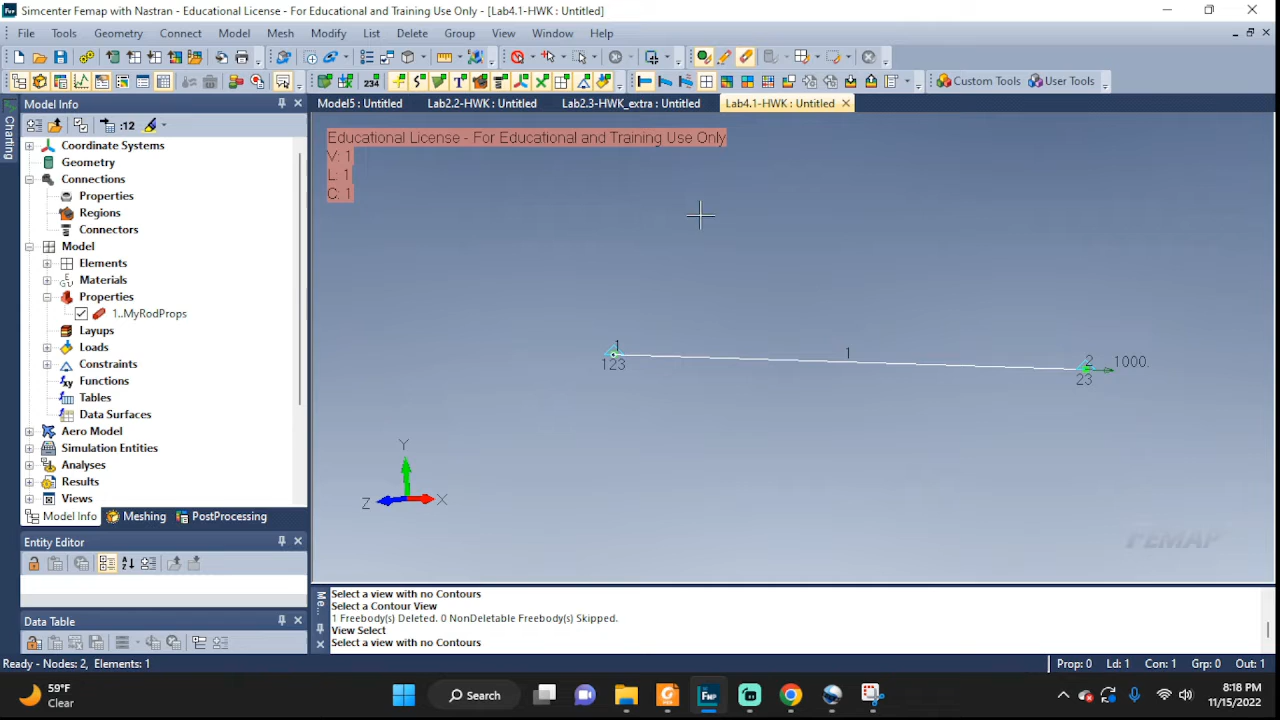 Simcenter Femap with Nastran - Educational License - For Educational and Training Use Only - [Lab4.1-HWK : Untitled]
File Tools Geometry Connect Model Mesh Modify List Delete Group View Window Help
234
T
Custom Tools User Tools
Charting
Model Info
Model5 : Untitled Lab2.2-HWK : Untitled Lab2.3-HWK_extra : Untitled Lab4.1-HWK : Untitled
:12
Coordinate Systems
Geometry
Connections
Properties
Regions
Connectors
Model
Elements
Materials
Properties
1..MyRodProps
Layups
Loads
Constraints
Functions
Tables
Data Surfaces
Aero Model
Simulation Entities
Analyses
Results
Views
Model Info Meshing PostProcessing
Entity Editor
Data Table
Educational License - For Educational and Training Use Only
V: 1
L: 1
C: 1
1
123
1
2
23
1000.
Y
Z
X
FEMAP
Me...
Select a view with no Contours
Select a Contour View
1 Freebody(s) Deleted. 0 NonDeletable Freebody(s) Skipped.
View Select
Select a view with no Contours
Ready - Nodes: 2, Elements: 1
Prop: 0 Ld: 1 Con: 1 Grp: 0 Out: 1
59°F
Clear
Search
FMP
8:18 PM
11/15/2022